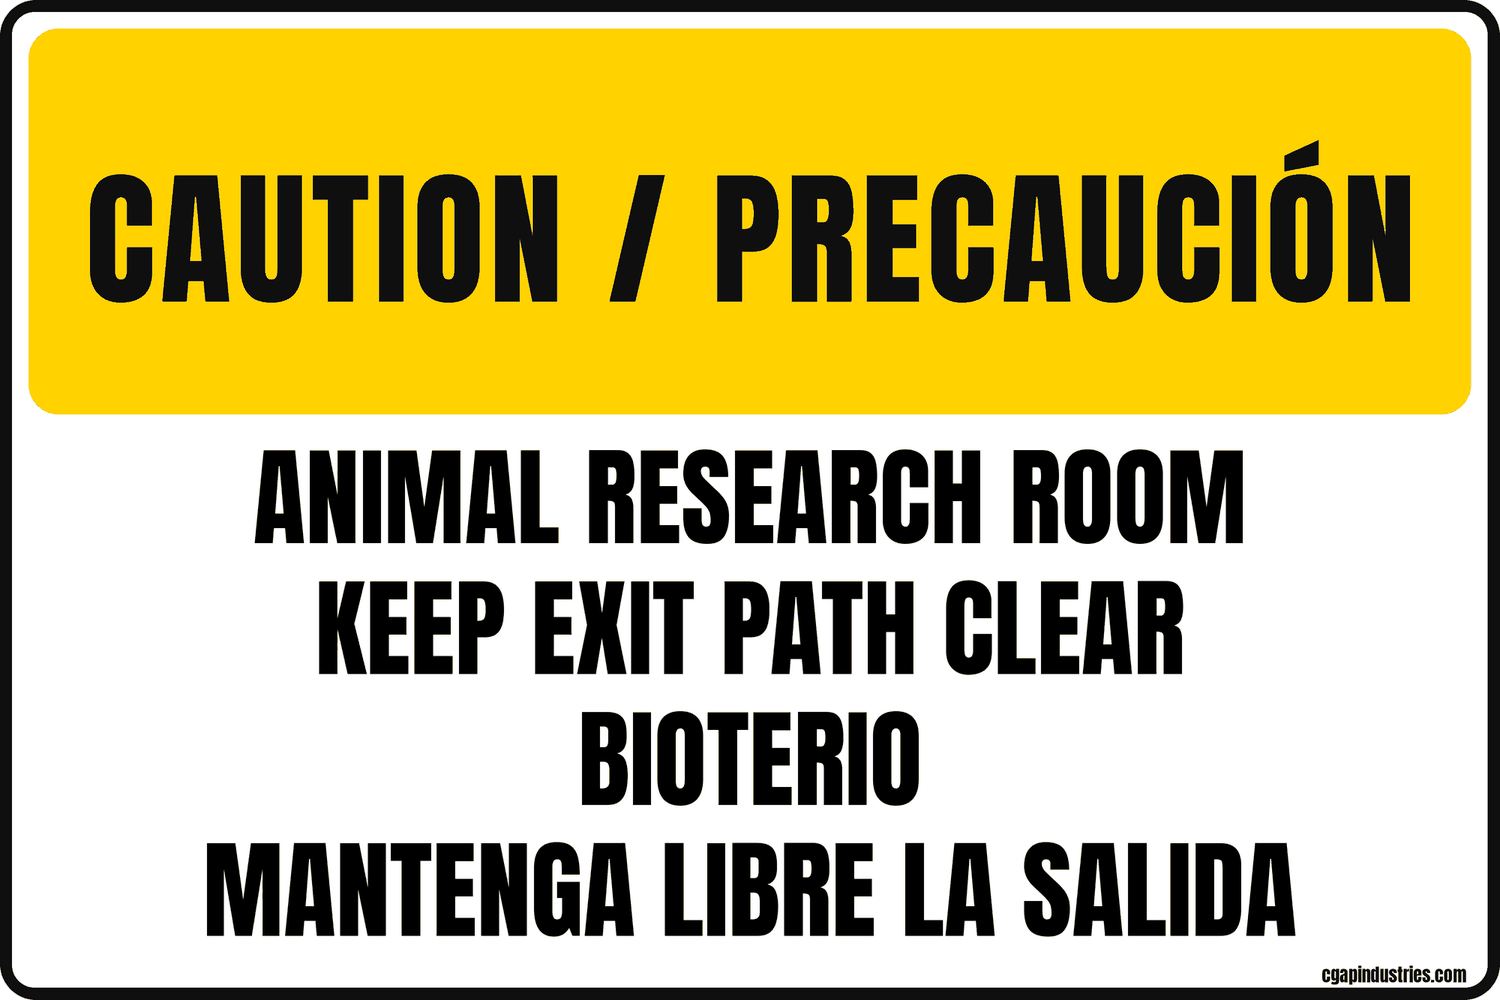 CAUTION / PRECAUCIÓN
ANIMAL RESEARCH ROOM
KEEP EXIT PATH CLEAR
BIOTERIO
MANTENGA LIBRE LA SALIDA
cgapindustries.com